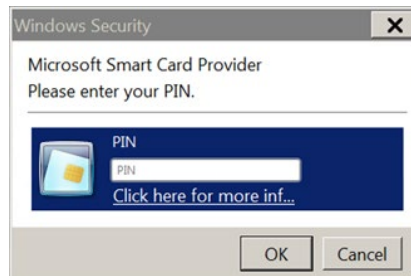 Windows Security
Microsoft Smart Card Provider
Please enter your PIN.
PIN
PIN
Click here for more inf...
OK
Cancel